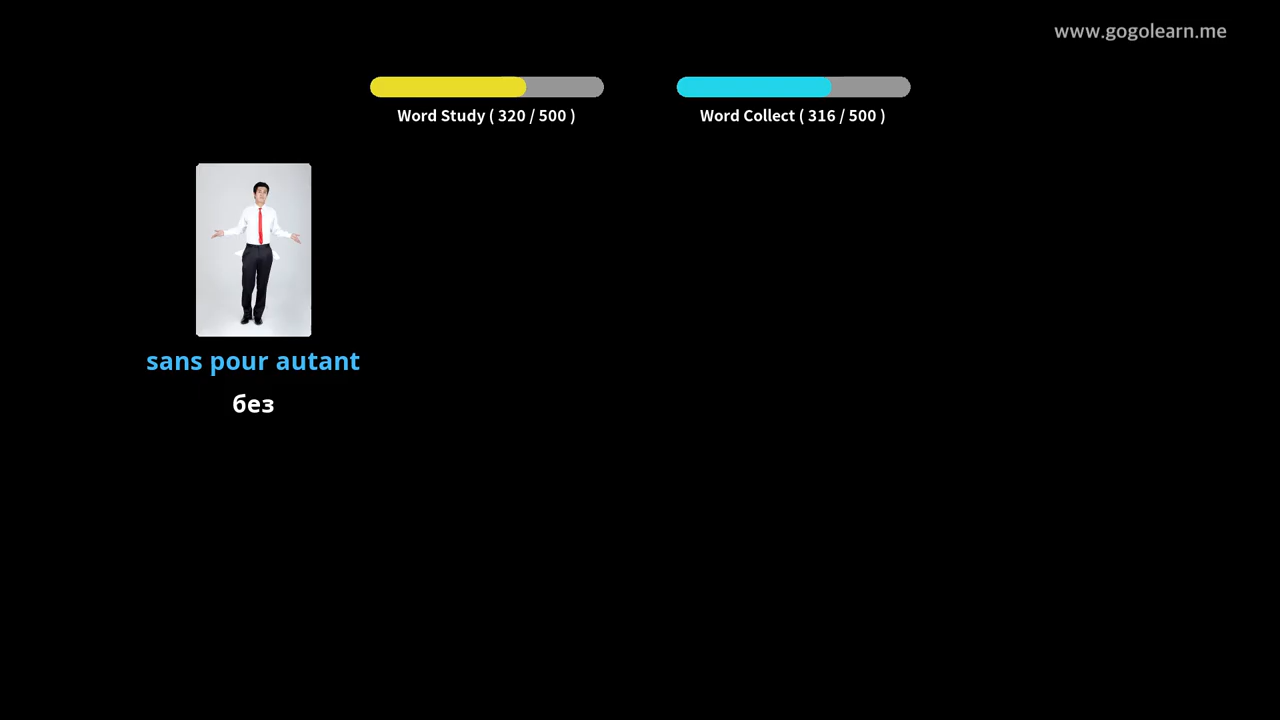 www.gogolearn.me
Word Study ( 320 / 500 )
Word Collect ( 316 / 500 )
sans pour autant
без